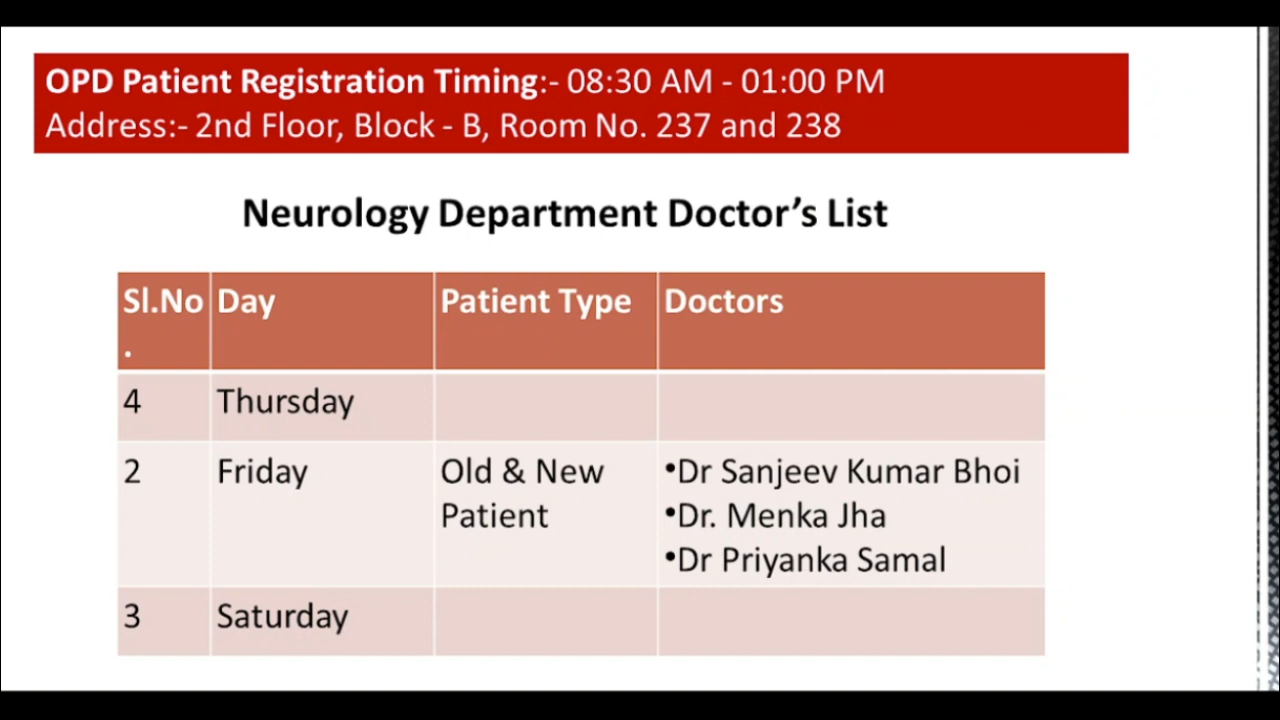 OPD Patient Registration Timing:- 08:30 AM - 01:00 PM
Address:- 2nd Floor, Block - B, Room No. 237 and 238
Neurology Department Doctor’s List
Sl.No. Day Patient Type Doctors
4 Thursday
2 Friday Old & New Patient •Dr Sanjeev Kumar Bhoi
•Dr. Menka Jha
•Dr Priyanka Samal
3 Saturday